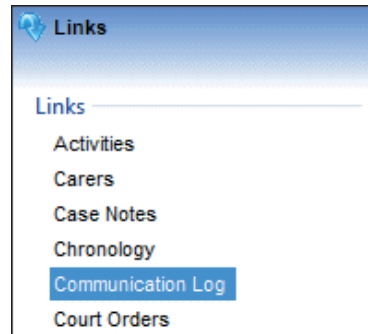 Links
Links
Activities
Carers
Case Notes
Chronology
Communication Log
Court Orders